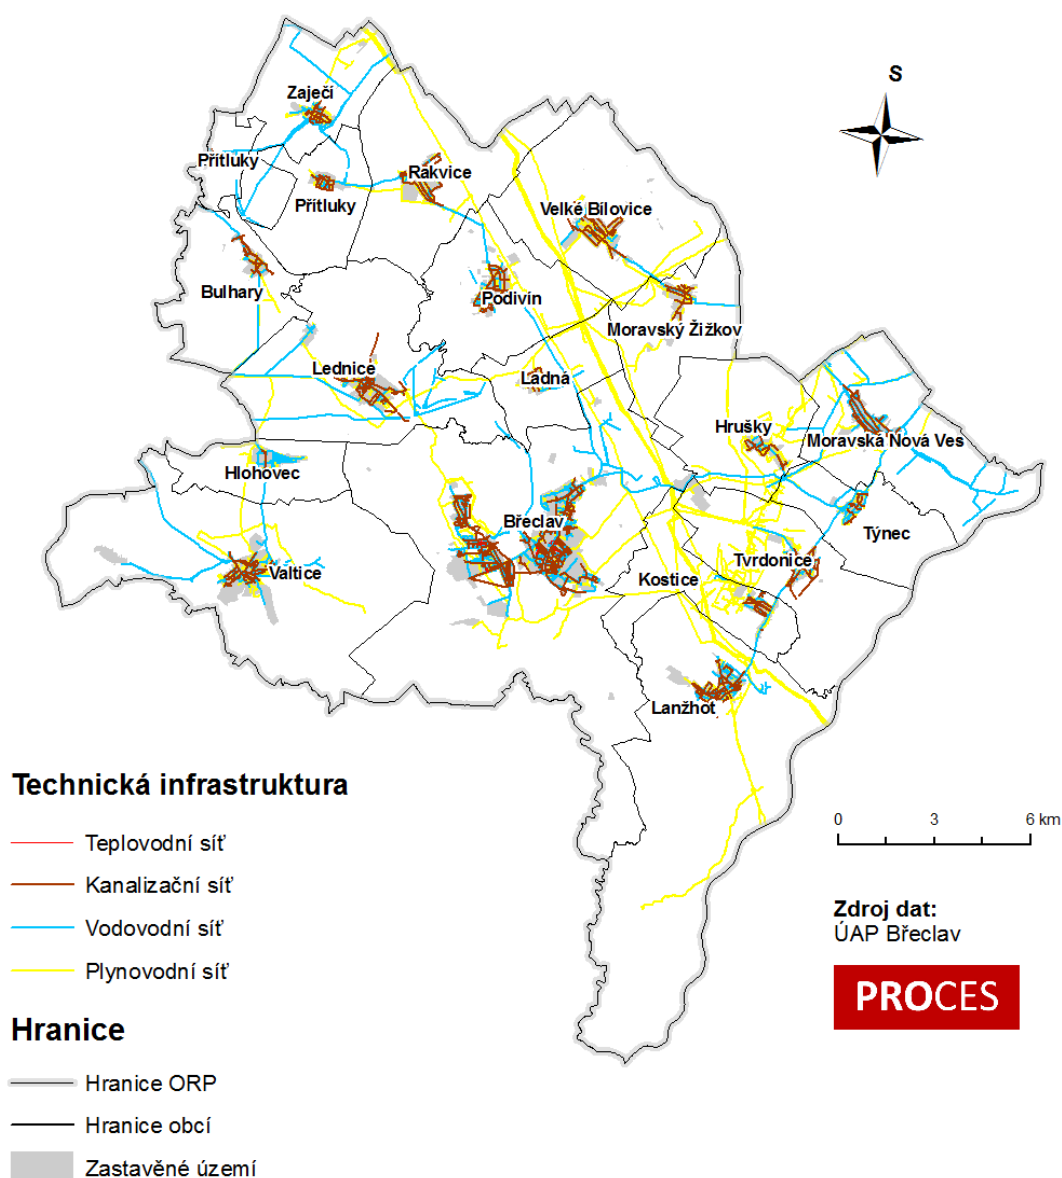 S
Zaječí
Přítluky
Rakvice
Přítluky
Velké Bílovice
Bulhary
Podivín
Moravský Žižkov
Lednice
Ladná
Hrušky
Moravská Nová Ves
Hlohovec
Břeclav
Týnec
Valtice
Kostice
Tvrdonice
Lanžhot
Technická infrastruktura
Teplovodní síť
Kanalizační síť
Vodovodní síť
Plynovodní síť
Hranice
Hranice ORP
Hranice obcí
Zastavěné území
0 3 6 km
Zdroj dat:
ÚAP Břeclav
PROCES